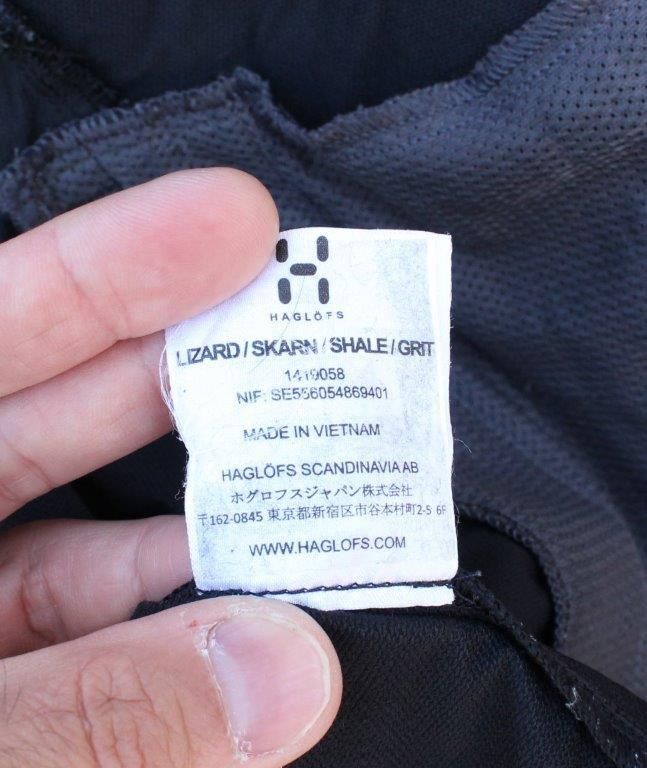 HAGLÖFS
LIZARD / SKARN / SHALE / GRIT
1419058
NIF: SE556054869401
MADE IN VIETNAM
HAGLÖFS SCANDINAVIA AB
ホグロフスジャパン株式会社
〒162-0845 東京都新宿区市谷本村町2-5 6F
WWW.HAGLOFS.COM